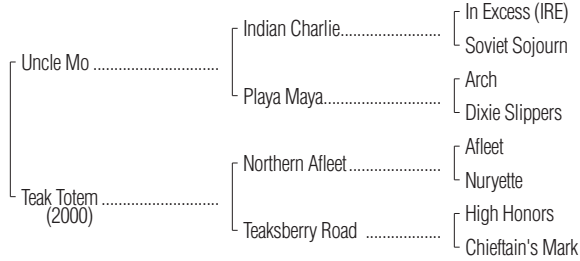 In Excess (IRE)
Indian Charlie....................
Soviet Sojourn
Uncle Mo .........................
Arch
Playa Maya........................
Dixie Slippers
Afleet
Northern Afleet...................
Nuryette
Teak Totem ........................
(2000)
High Honors
Teaksberry Road ...............
Chieftain's Mark